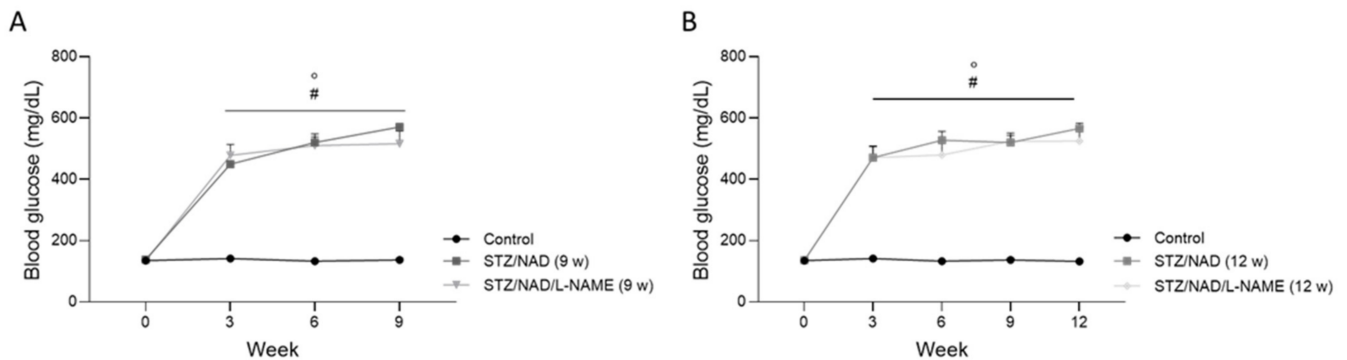 A
Blood glucose (mg/dL)
800
600
400
200
0
°
#
0 3 6 9
Week
Control
STZ/NAD (9 w)
STZ/NAD/L-NAME (9 w)
B
Blood glucose (mg/dL)
800
600
400
200
0
°
#
0 3 6 9 12
Week
Control
STZ/NAD (12 w)
STZ/NAD/L-NAME (12 w)